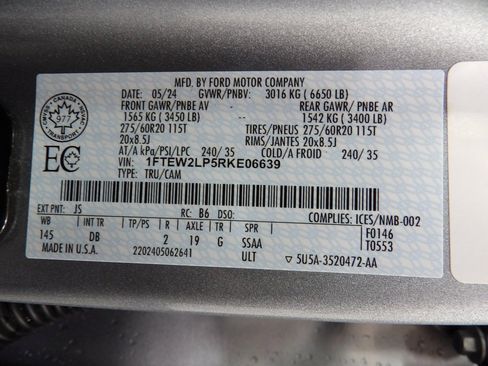 MFD. BY FORD MOTOR COMPANY
05/24 GVWR/PNBV: 3016 KG ( 6650 LB)
FRONT GAWR/PNBE AV REAR GAWR/PNBE AR
1565 KG ( 3450 LB) 1542 KG ( 3400 LB)
275/60R20 115T TIRES/PNEUS 275/60R20 115T
20x8.5J RIMS/JANTES 20x8.5J
AT/A kPa/PSI/LPC 240/ 35 COLD/A FROID 240/ 35
VIN: 1FTEW2LP5RKE06639
TYPE: TRU/CAM
CANADA
977
TRANSPORT
EC
EXT PNT: JS RC: B6 DSO: COMPLIES: ICES/NMB-002
WB INT TR TP/PS R AXLE TR SPR F0146
145 DB 2 19 G SSAA T0553
MADE IN U.S.A. 2202405062641 ULT ▽ 5U5A-3520472-AA